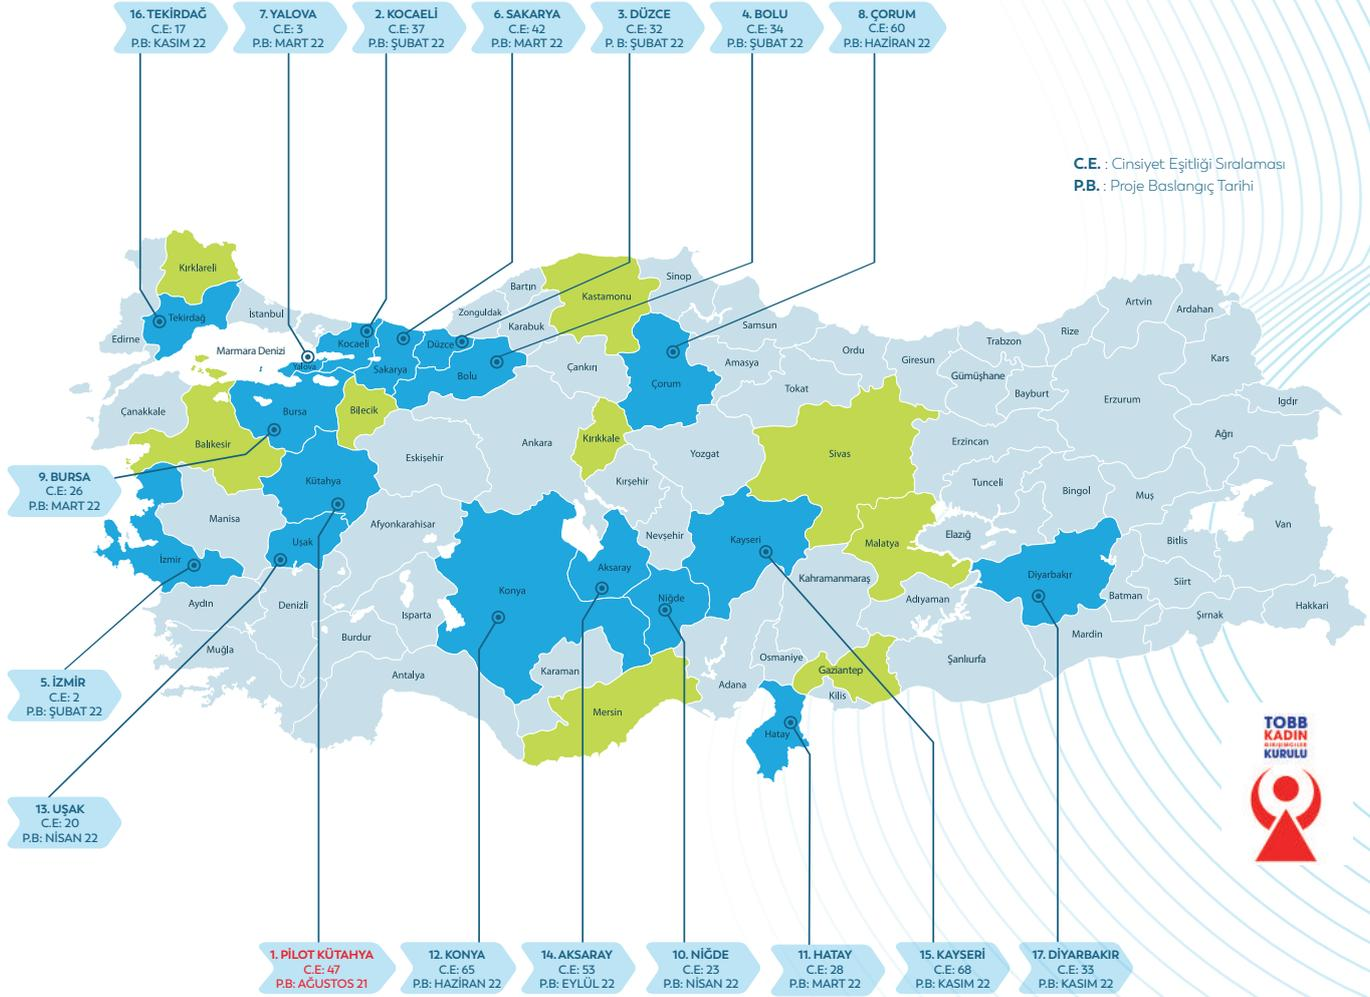 16. TEKİRDAĞ
C.E: 17
P.B: KASIM 22
7. YALOVA
C.E: 3
P.B: MART 22
2. KOCAELİ
C.E: 37
P.B: ŞUBAT 22
6. SAKARYA
C.E: 42
P.B: MART 22
3. DÜZCE
C.E: 32
P. B: ŞUBAT 22
4. BOLU
C.E: 34
P.B: ŞUBAT 22
8. ÇORUM
C.E: 60
P.B: HAZİRAN 22
C.E. : Cinsiyet Eşitliği Sıralaması
P.B. : Proje Baslangıç Tarihi
Kırklareli
Tekirdağ
İstanbul
Edirne
Marmara Denizi
Yalova
Kocaeli
Sakarya
Düzce
Bolu
Zonguldak
Bartın
Karabuk
Kastamonu
Sinop
Çankırı
Çorum
Samsun
Amasya
Tokat
Ordu
Giresun
Trabzon
Gümüşhane
Bayburt
Rize
Artvin
Ardahan
Kars
Erzurum
Igdır
Ağrı
Çanakkale
Balıkesir
Bursa
Bilecik
Kütahya
Eskişehir
Ankara
Kırıkkale
Kırşehir
Yozgat
Sivas
Erzincan
Tunceli
Bingol
Muş
Van
Bitlis
Elazığ
Malatya
Manisa
İzmir
Uşak
Afyonkarahisar
Konya
Aksaray
Nevşehir
Kayseri
Niğde
Kahramanmaraş
Adıyaman
Diyarbakır
Batman
Siirt
Şırnak
Hakkari
Mardin
Şanlıurfa
Aydın
Denizli
Muğla
Burdur
Isparta
Antalya
Karaman
Mersin
Adana
Osmaniye
Gaziantep
Kilis
Hatay
9. BURSA
C.E: 26
P.B: MART 22
5. İZMİR
C.E: 2
P.B: ŞUBAT 22
13. UŞAK
C.E: 20
P.B: NİSAN 22
TOBB
KADIN
GİRİŞİMCİLER
KURULU
1. PİLOT KÜTAHYA
C.E: 47
P.B: AĞUSTOS 21
12. KONYA
C.E: 65
P.B: HAZİRAN 22
14. AKSARAY
C.E: 53
P.B: EYLÜL 22
10. NİĞDE
C.E: 23
P.B: NİSAN 22
11. HATAY
C.E: 28
P.B: MART 22
15. KAYSERİ
C.E: 68
P.B: KASIM 22
17. DİYARBAKIR
C.E: 33
P.B: KASIM 22